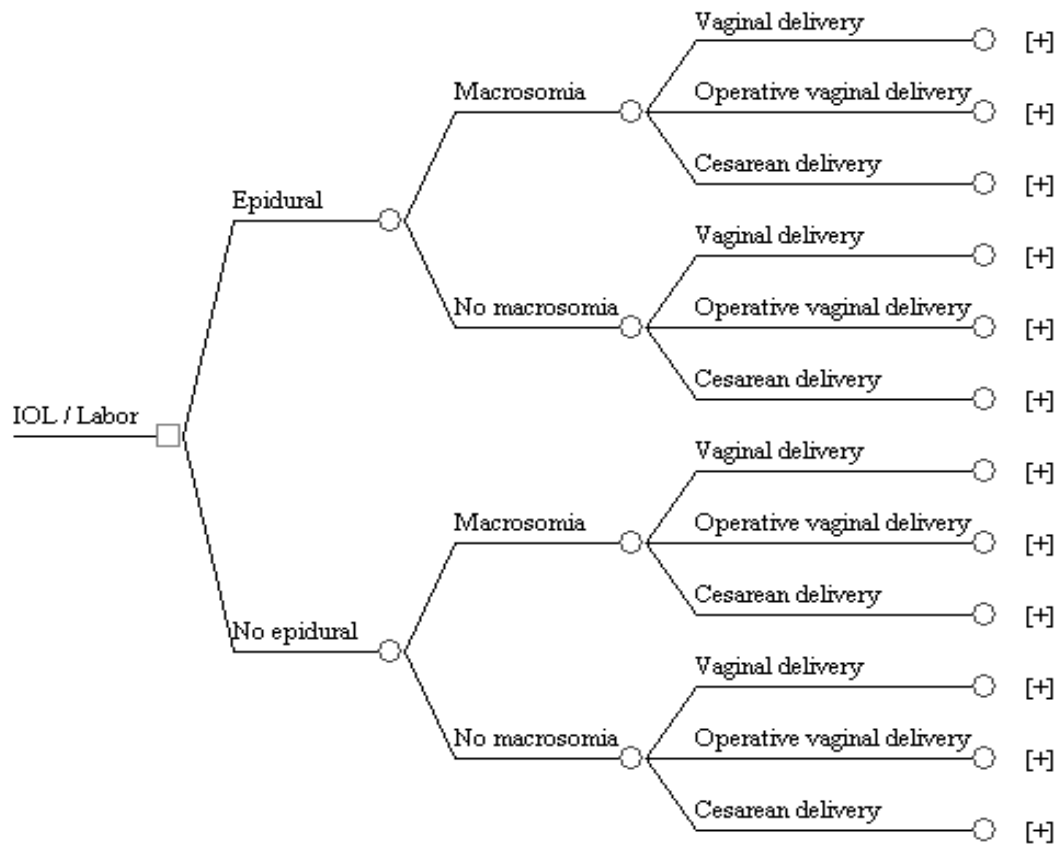 Vaginal delivery
[+]
Macrosomia
Operative vaginal delivery
[+]
Cesarean delivery
[+]
Epidural
Vaginal delivery
[+]
No macrosomia
Operative vaginal delivery
[+]
Cesarean delivery
[+]
IOL / Labor
Vaginal delivery
[+]
Macrosomia
Operative vaginal delivery
[+]
Cesarean delivery
[+]
No epidural
Vaginal delivery
[+]
No macrosomia
Operative vaginal delivery
[+]
Cesarean delivery
[+]